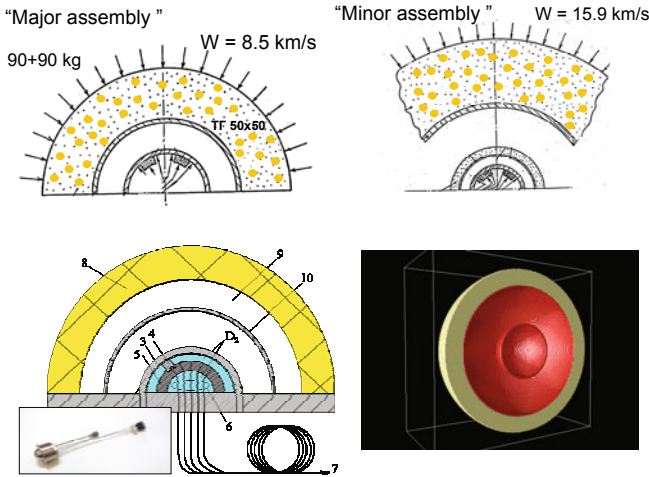 “Major assembly ”
W = 8.5 km/s
90+90 kg
TF 50x50
“Minor assembly ”
W = 15.9 km/s
8
9
10
3 4
5
D₂
6
7